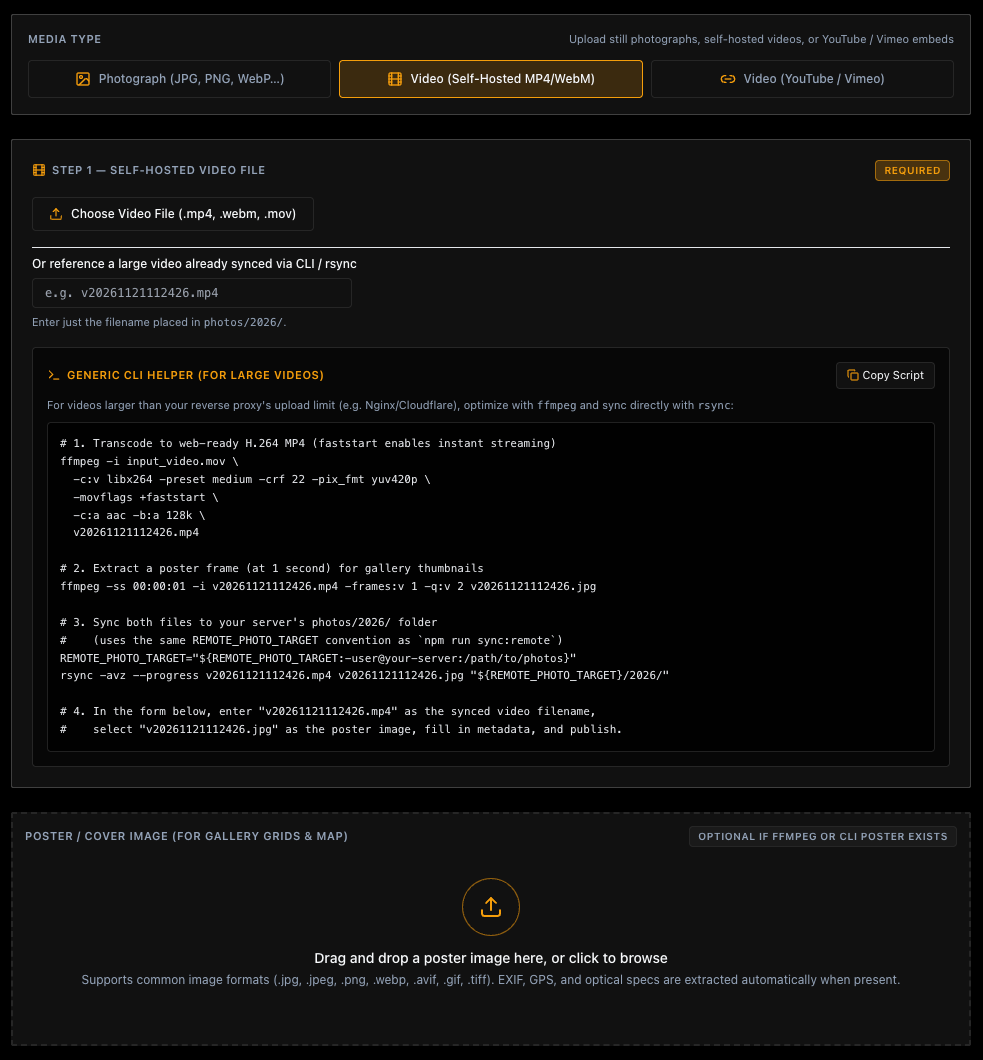 MEDIA TYPE
Upload still photographs, self-hosted videos, or YouTube / Vimeo embeds
Photograph (JPG, PNG, WebP...)
Video (Self-Hosted MP4/WebM)
Video (YouTube / Vimeo)
STEP 1 — SELF-HOSTED VIDEO FILE
REQUIRED
Choose Video File (.mp4, .webm, .mov)
Or reference a large video already synced via CLI / rsync
e.g. v20261121112426.mp4
Enter just the filename placed in photos/2026/.
GENERIC CLI HELPER (FOR LARGE VIDEOS)
Copy Script
For videos larger than your reverse proxy's upload limit (e.g. Nginx/Cloudflare), optimize with ffmpeg and sync directly with rsync:
# 1. Transcode to web-ready H.264 MP4 (faststart enables instant streaming)
ffmpeg -i input_video.mov \
  -c:v libx264 -preset medium -crf 22 -pix_fmt yuv420p \
  -movflags +faststart \
  -c:a aac -b:a 128k \
  v20261121112426.mp4
# 2. Extract a poster frame (at 1 second) for gallery thumbnails
ffmpeg -ss 00:00:01 -i v20261121112426.mp4 -frames:v 1 -q:v 2 v20261121112426.jpg
# 3. Sync both files to your server's photos/2026/ folder
#    (uses the same REMOTE_PHOTO_TARGET convention as `npm run sync:remote`)
REMOTE_PHOTO_TARGET="${REMOTE_PHOTO_TARGET:-user@your-server:/path/to/photos}"
rsync -avz --progress v20261121112426.mp4 v20261121112426.jpg "${REMOTE_PHOTO_TARGET}/2026/"
# 4. In the form below, enter "v20261121112426.mp4" as the synced video filename,
#    select "v20261121112426.jpg" as the poster image, fill in metadata, and publish.
POSTER / COVER IMAGE (FOR GALLERY GRIDS & MAP)
OPTIONAL IF FFMPEG OR CLI POSTER EXISTS
Drag and drop a poster image here, or click to browse
Supports common image formats (.jpg, .jpeg, .png, .webp, .avif, .gif, .tiff). EXIF, GPS, and optical specs are extracted automatically when present.